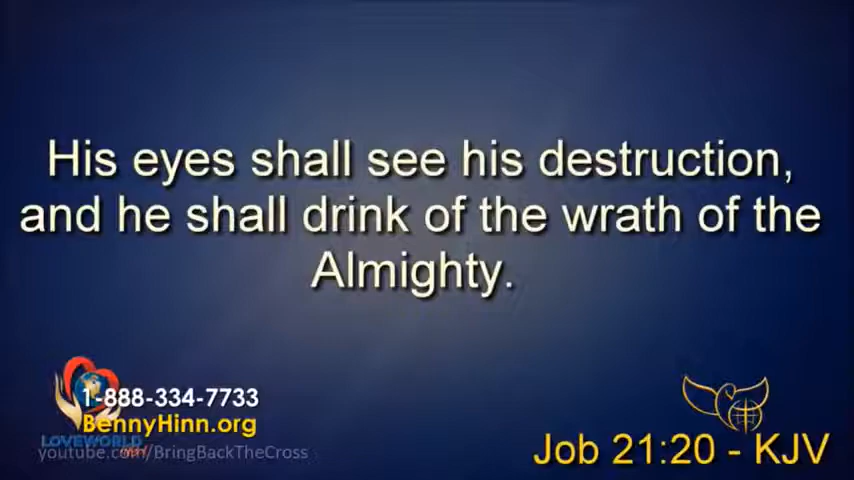 His eyes shall see his destruction,
and he shall drink of the wrath of the
Almighty.
1-888-334-7733
BennyHinn.org
LOVEWORLD
youtube.com/BringBackTheCross
Job 21:20 - KJV